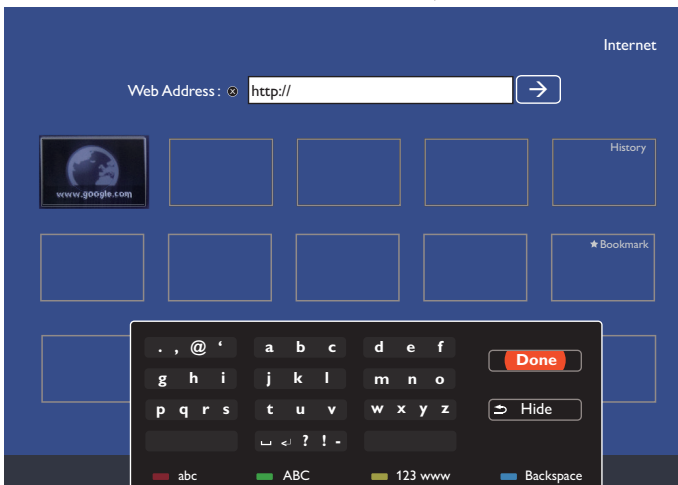 Internet
Web Address : http://
www.google.com
History
★Bookmark
. , @ ‘ a b c d e f
Done
g h i j k l m n o
p q r s t u v w x y z
Hide
␣ ↲ ? ! -
abc ABC 123 www Backspace